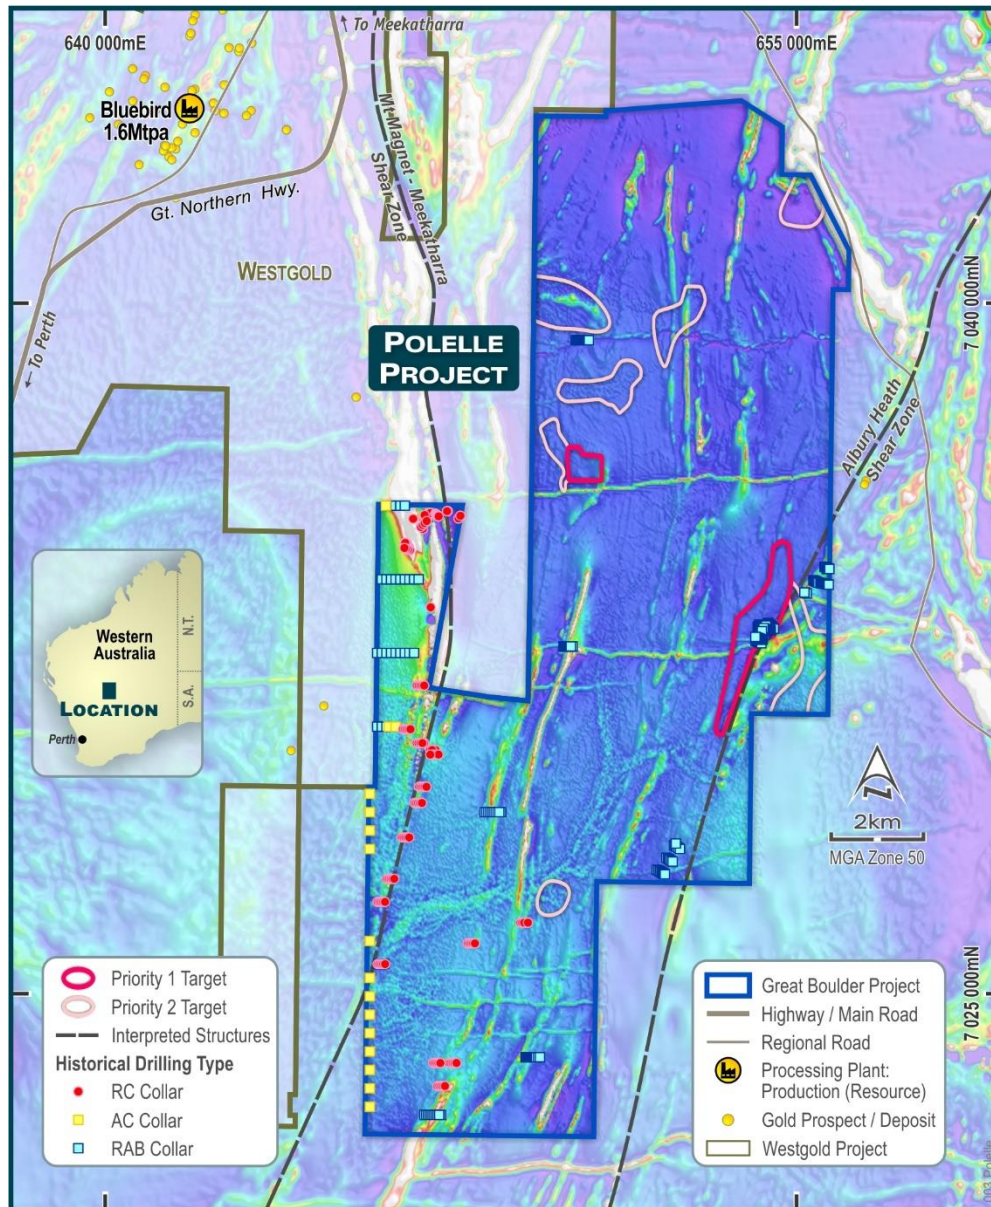 640 000mE
To Meekatharra
655 000mE
Bluebird
1.6Mtpa
Gt. Northern Hwy.
Mt Magnet - Meekatharra
Shear Zone
WESTGOLD
To Perth
7 040 000mN
POLELLE
PROJECT
Albury Heath
Shear Zone
Western
Australia
N.T.
S.A.
LOCATION
Perth
N
2km
MGA Zone 50
7 025 000mN
Priority 1 Target
Priority 2 Target
Interpreted Structures
Historical Drilling Type
RC Collar
AC Collar
RAB Collar
Great Boulder Project
Highway / Main Road
Regional Road
Processing Plant:
Production (Resource)
Gold Prospect / Deposit
Westgold Project